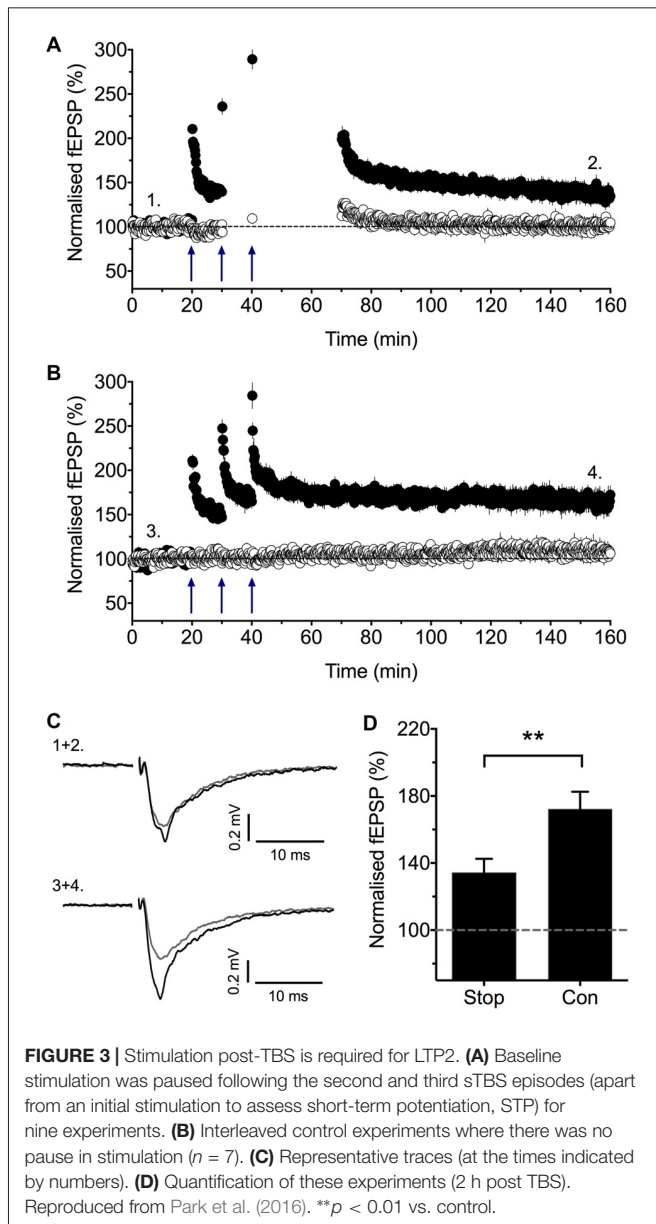 A
300
250
200
150
100
50
Normalised fEPSP (%)
1.
2.
0 20 40 60 80 100 120 140 160
Time (min)
B
300
250
200
150
100
50
Normalised fEPSP (%)
3.
4.
0 20 40 60 80 100 120 140 160
Time (min)
C
1+2.
0.2 mV
10 ms
3+4.
0.2 mV
10 ms
D
220
180
140
100
Normalised fEPSP (%)
**
Stop Con
FIGURE 3 | Stimulation post-TBS is required for LTP2. (A) Baseline
stimulation was paused following the second and third sTBS episodes (apart
from an initial stimulation to assess short-term potentiation, STP) for
nine experiments. (B) Interleaved control experiments where there was no
pause in stimulation (n = 7). (C) Representative traces (at the times indicated
by numbers). (D) Quantification of these experiments (2 h post TBS).
Reproduced from Park et al. (2016). **p < 0.01 vs. control.